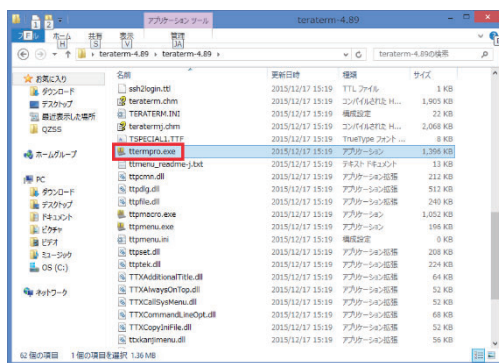 アプリケーション ツール
teraterm-4.89
1
2
ファイル
ホーム
共有
表示
管理
F
H
S
V
JA
teraterm-4.89 ▸ teraterm-4.89 ▸
teraterm-4.89の検索
名前 更新日時 種類 サイズ
お気に入り
ダウンロード
デスクトップ
最近表示した場所
QZSS
ホームグループ
PC
ダウンロード
デスクトップ
ドキュメント
ピクチャ
ビデオ
ミュージック
OS (C:)
ネットワーク
ssh2login.ttl 2015/12/17 15:19 TTL ファイル 1 KB
teraterm.chm 2015/12/17 15:19 コンパイルされた H... 1,905 KB
TERATERM.INI 2015/12/17 15:19 構成設定 22 KB
teratermj.chm 2015/12/17 15:19 コンパイルされた H... 2,068 KB
TSPECIAL1.TTF 2015/12/17 15:19 TrueType フォント ... 8 KB
ttermpro.exe 2015/12/17 15:19 アプリケーション 1,396 KB
ttmenu_readme-j.txt 2015/12/17 15:19 テキスト ドキュメント 13 KB
ttpcmn.dll 2015/12/17 15:19 アプリケーション拡張 212 KB
ttpdlg.dll 2015/12/17 15:19 アプリケーション拡張 512 KB
ttpfile.dll 2015/12/17 15:19 アプリケーション拡張 240 KB
ttpmacro.exe 2015/12/17 15:19 アプリケーション 1,052 KB
ttpmenu.exe 2015/12/17 15:19 アプリケーション 196 KB
ttpmenu.ini 2015/12/17 15:19 構成設定 0 KB
ttpset.dll 2015/12/17 15:19 アプリケーション拡張 208 KB
ttptek.dll 2015/12/17 15:19 アプリケーション拡張 224 KB
TTXAdditionalTitle.dll 2015/12/17 15:19 アプリケーション拡張 64 KB
TTXAlwaysOnTop.dll 2015/12/17 15:19 アプリケーション拡張 52 KB
TTXCallSysMenu.dll 2015/12/17 15:19 アプリケーション拡張 52 KB
TTXCommandLineOpt.dll 2015/12/17 15:19 アプリケーション拡張 68 KB
TTXCopyIniFile.dll 2015/12/17 15:19 アプリケーション拡張 52 KB
ttxkanjimenu.dll 2015/12/17 15:19 アプリケーション拡張 56 KB
62 個の項目 1 個の項目を選択 1.36 MB